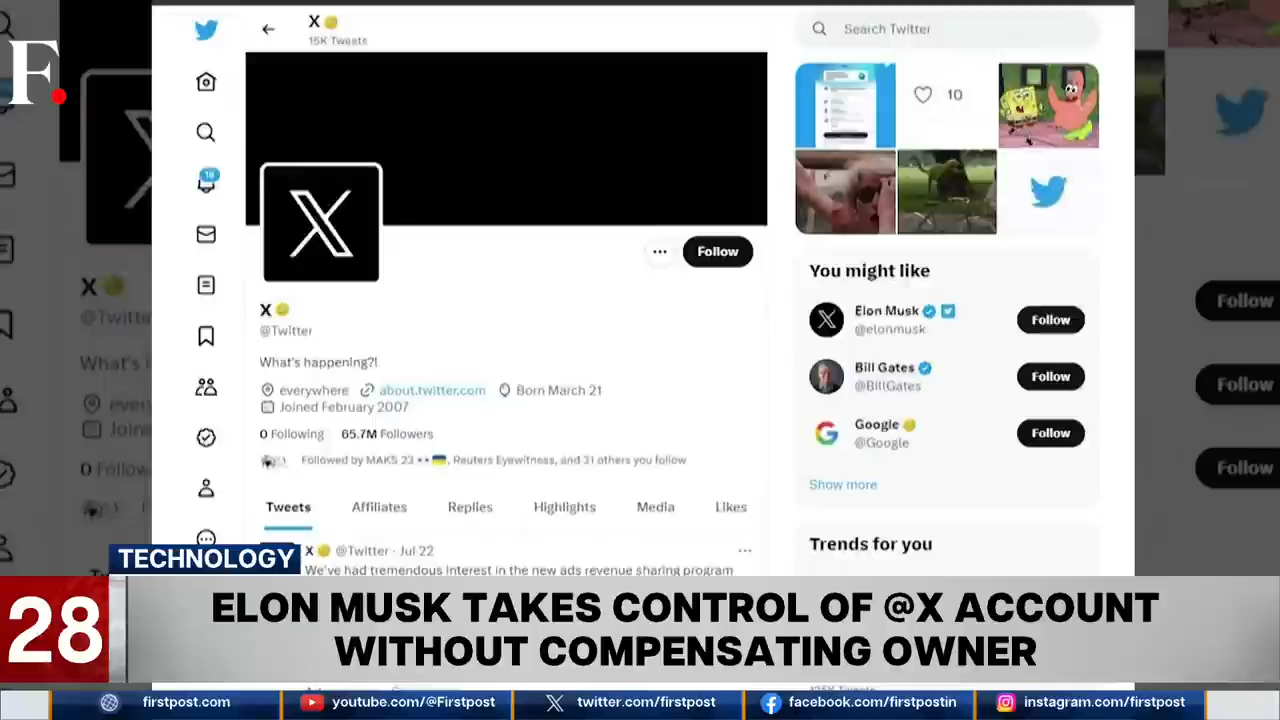 F.
X
15K Tweets
Search Twitter
10
18
Follow
X
@Twitter
What's happening?!
everywhere about.twitter.com Born March 21
Joined February 2007
0 Following 65.7M Followers
Followed by MAKS 23, Reuters Eyewitness, and 31 others you follow
Tweets Affiliates Replies Highlights Media Likes
X @Twitter · Jul 22 ...
We've had tremendous interest in the new ads revenue sharing program
You might like
Elon Musk
@elonmusk
Follow
Bill Gates
@BillGates
Follow
Google
@Google
Follow
Show more
Trends for you
X
@Twitte
What's h
0 Follow
Follow
Follow
Follow
TECHNOLOGY
28
ELON MUSK TAKES CONTROL OF @X ACCOUNT
WITHOUT COMPENSATING OWNER
firstpost.com youtube.com/@Firstpost twitter.com/firstpost facebook.com/firstpostin instagram.com/firstpost